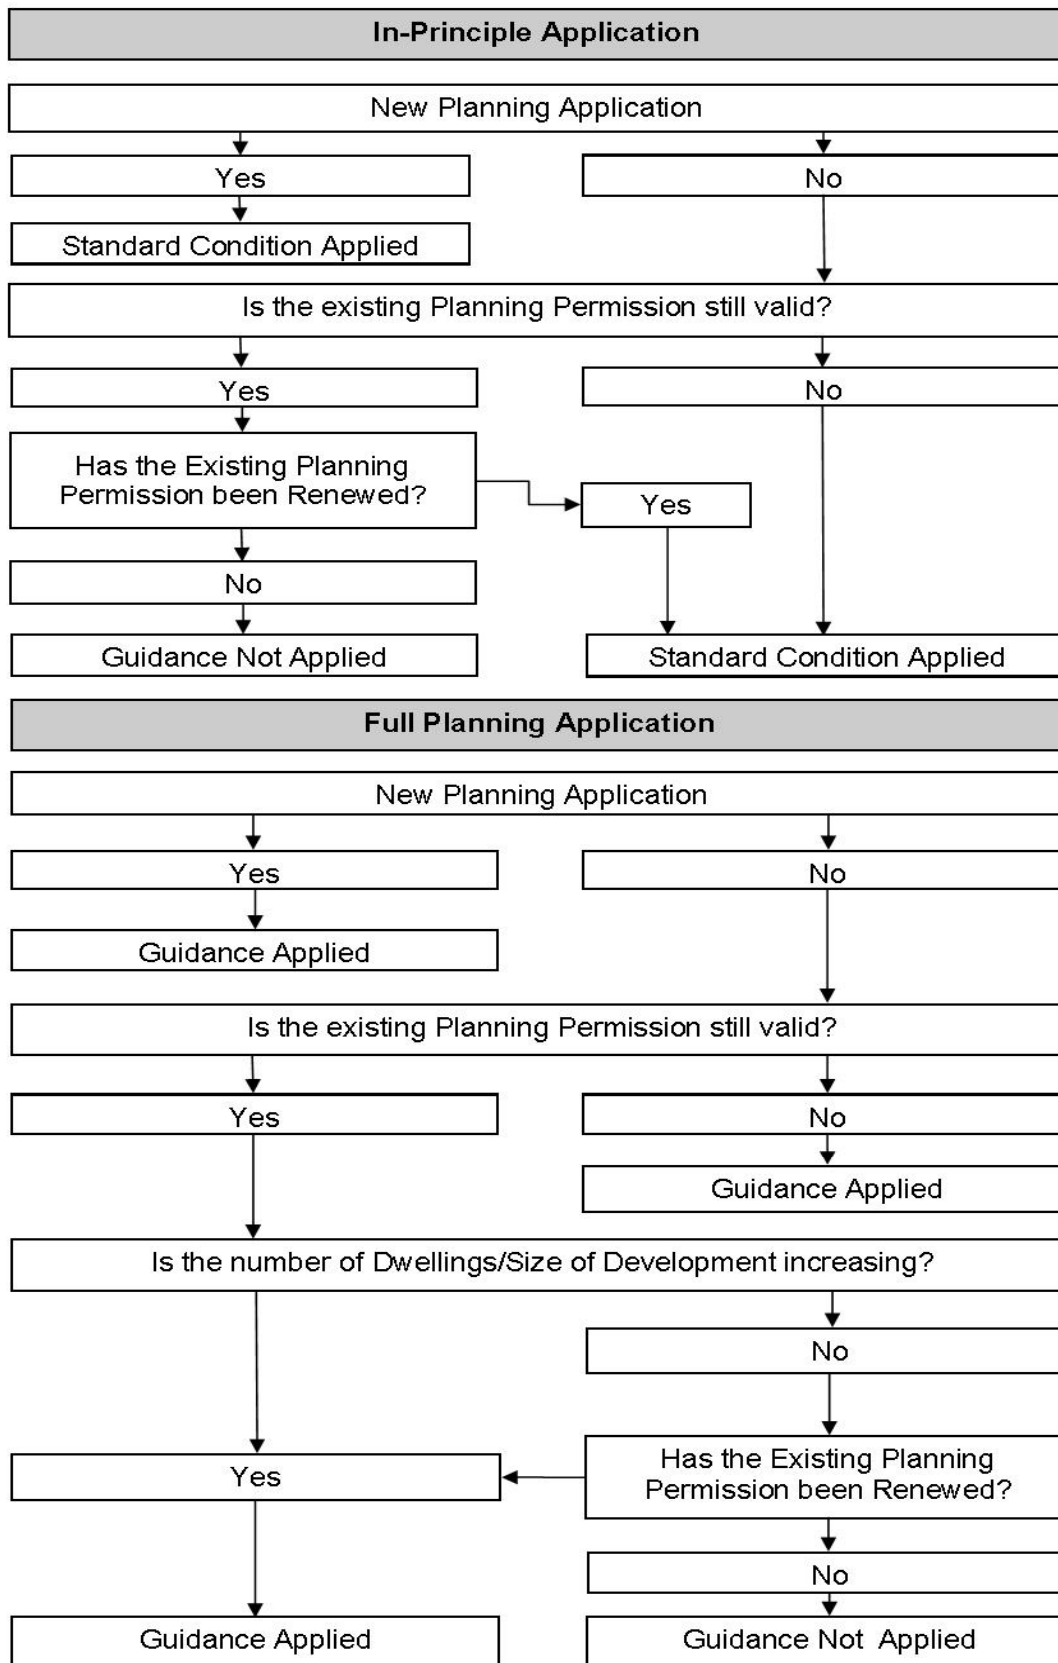 In-Principle Application
New Planning Application
Yes
No
Standard Condition Applied
Is the existing Planning Permission still valid?
Yes
No
Has the Existing Planning
Permission been Renewed?
Yes
No
Guidance Not Applied
Standard Condition Applied
Full Planning Application
New Planning Application
Yes
No
Guidance Applied
Is the existing Planning Permission still valid?
Yes
No
Guidance Applied
Is the number of Dwellings/Size of Development increasing?
No
Yes
Has the Existing Planning
Permission been Renewed?
No
Guidance Applied
Guidance Not Applied